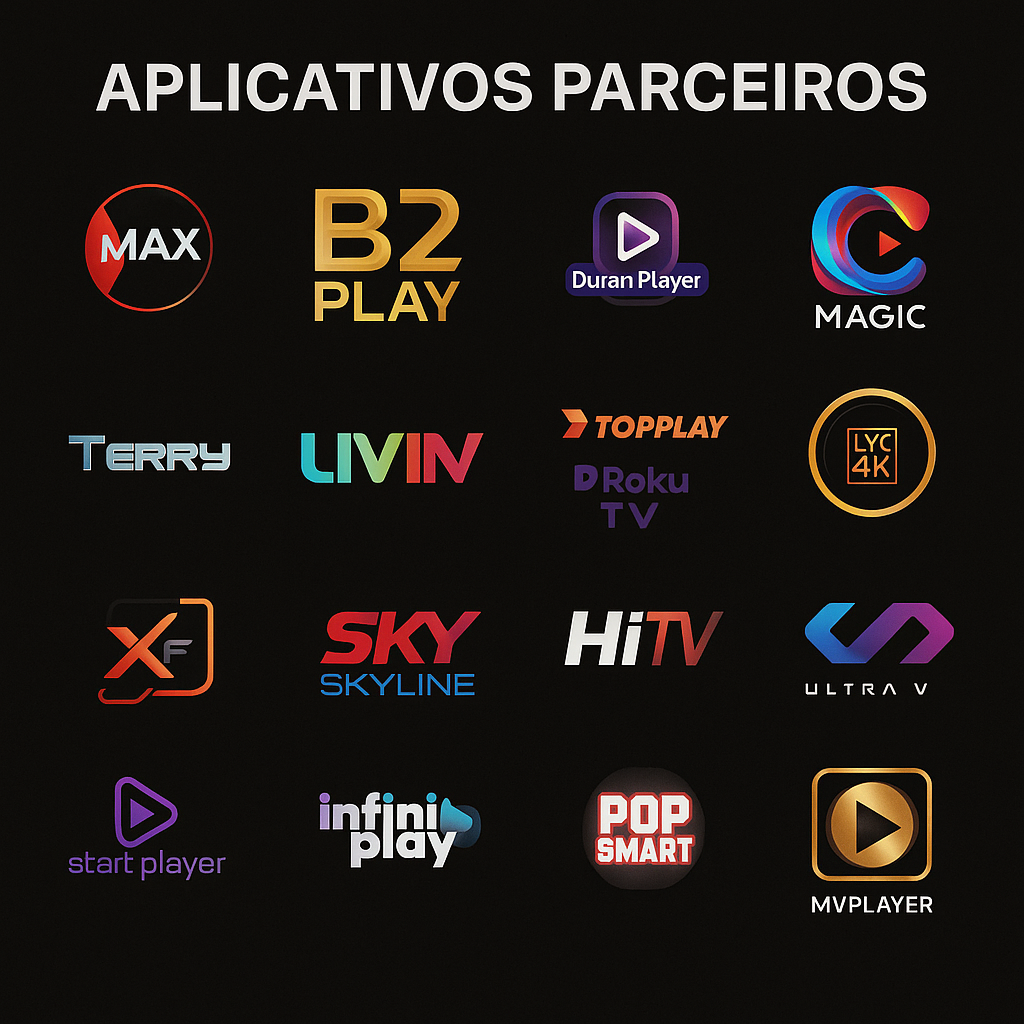 APLICATIVOS PARCEIROS
MAX
B2
PLAY
Duran Player
MAGIC
TERRY
LIVIN
TOPPLAY
Roku
TV
LYC
4K
XF
SKY
SKYLINE
HiTV
ULTRA V
start player
infini
play
POP
SMART
MVPLAYER